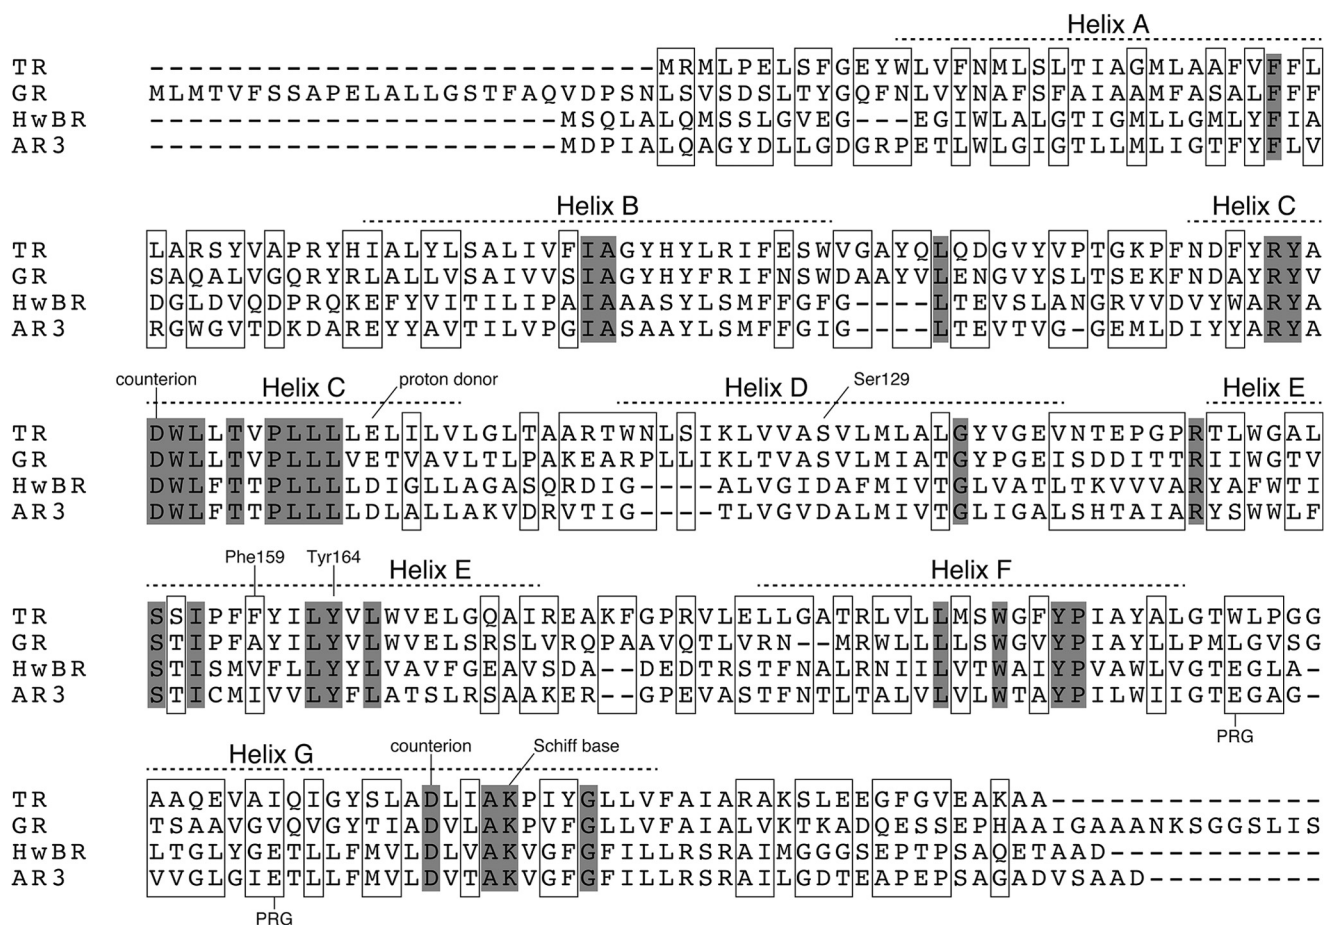 Helix A
TR --------------------------MRMLPELSFGEYWLVFNMLSLTIAGMLAAFVFFL
GR MLMTVFSSAPELALLGSTFAQVDPSNLSVSDSLTYGQFNLVYNAFSFAIAAMFASALFFF
HwBR ---------------------MSQLALQMSSLGVEG---EGIWLALGTIGMLLGMLYFIA
AR3 ---------------------MDPIALQAGYDLLGDGRPETLWLGIGTLLMLIGTFYFLV
Helix B Helix C
TR LARSYVAPRYHIALYLSALIVFIAGYHYLRIFESWVGAYQLQDGVYVPTGKPFNDFYRYA
GR SAQALVGQRYRLALLVSAIVVSIAGYHYFRIFNSWDAAYVLENGVYSLTSEKFNDAYRYV
HwBR DGLDVQDPRQKEFYVITILIPAIAAASYLSMFFGFG----LTEVSLANGRVVDVYWARYA
AR3 RGWGVTDKDAREYYAVTILVPGIASAAYLSMFFGIG----LTEVTVG-GEMLDIYYARYA
counterion Helix C proton donor Helix D Ser129 Helix E
TR DWLLTVPLLLLELILVLGLTAARTWNLSIKLVVASVLMLALGYVGEVNTEPGPRTLWGAL
GR DWLLTVPLLLVETVAVLTLPAKEARPLLIKLTVASVLMIATGYPGEISDDITTRIIWGTV
HwBR DWLFTTPLLLLDIGLLAGASQRDIG----ALVGIDAFMIVTGLVATLTKVVVARYAFWTI
AR3 DWLFTTPLLLLDLALLAKVDRVTIG----TLVGVDALMIVTGLIGALSHTAIARYSWWLF
Phe159 Tyr164 Helix E Helix F
TR SSIPFFYILYVLWVELGQAIREAKFGPRVLELLGATRLVLLLMSWGFYPIAYALGTWLPGG
GR STIPFAYILYVLWVELSRSLVRQPAAVQTLVRN--MRWLLLLSWGVYPIAYLLPMLGVSG
HwBR STISMVFLLYYLVAVFGEAVSDA--DEDTRSTFNALRNIILVTWAIYPVAWLVGTEGLA-
AR3 STICMIVVLYFLATSLRSAAKER--GPEVASTFNTLTALVLVLWTAYPILWIIGTEGAG-
PRG
Helix G counterion Schiff base
TR AAQEVAIQIGYSLADLIAKPIYGLLVFAIARAKSLEEGFGVEAKAA--------------
GR TSAAVGVQVGYTIADVLAKPVFGLLVFAIALVKTKADQESSEPHAAIGAAANKSGGSLIS
HwBR LTGLYGETLLFMVLDLVAKVGFGFILLRSRAIMGGGSEPTPSAQETAAD-----------
AR3 VVGLGIETLLFMVLDVTAKVGFGFILLRSRAILGDTEAPEPSAGADVSAAD---------
PRG